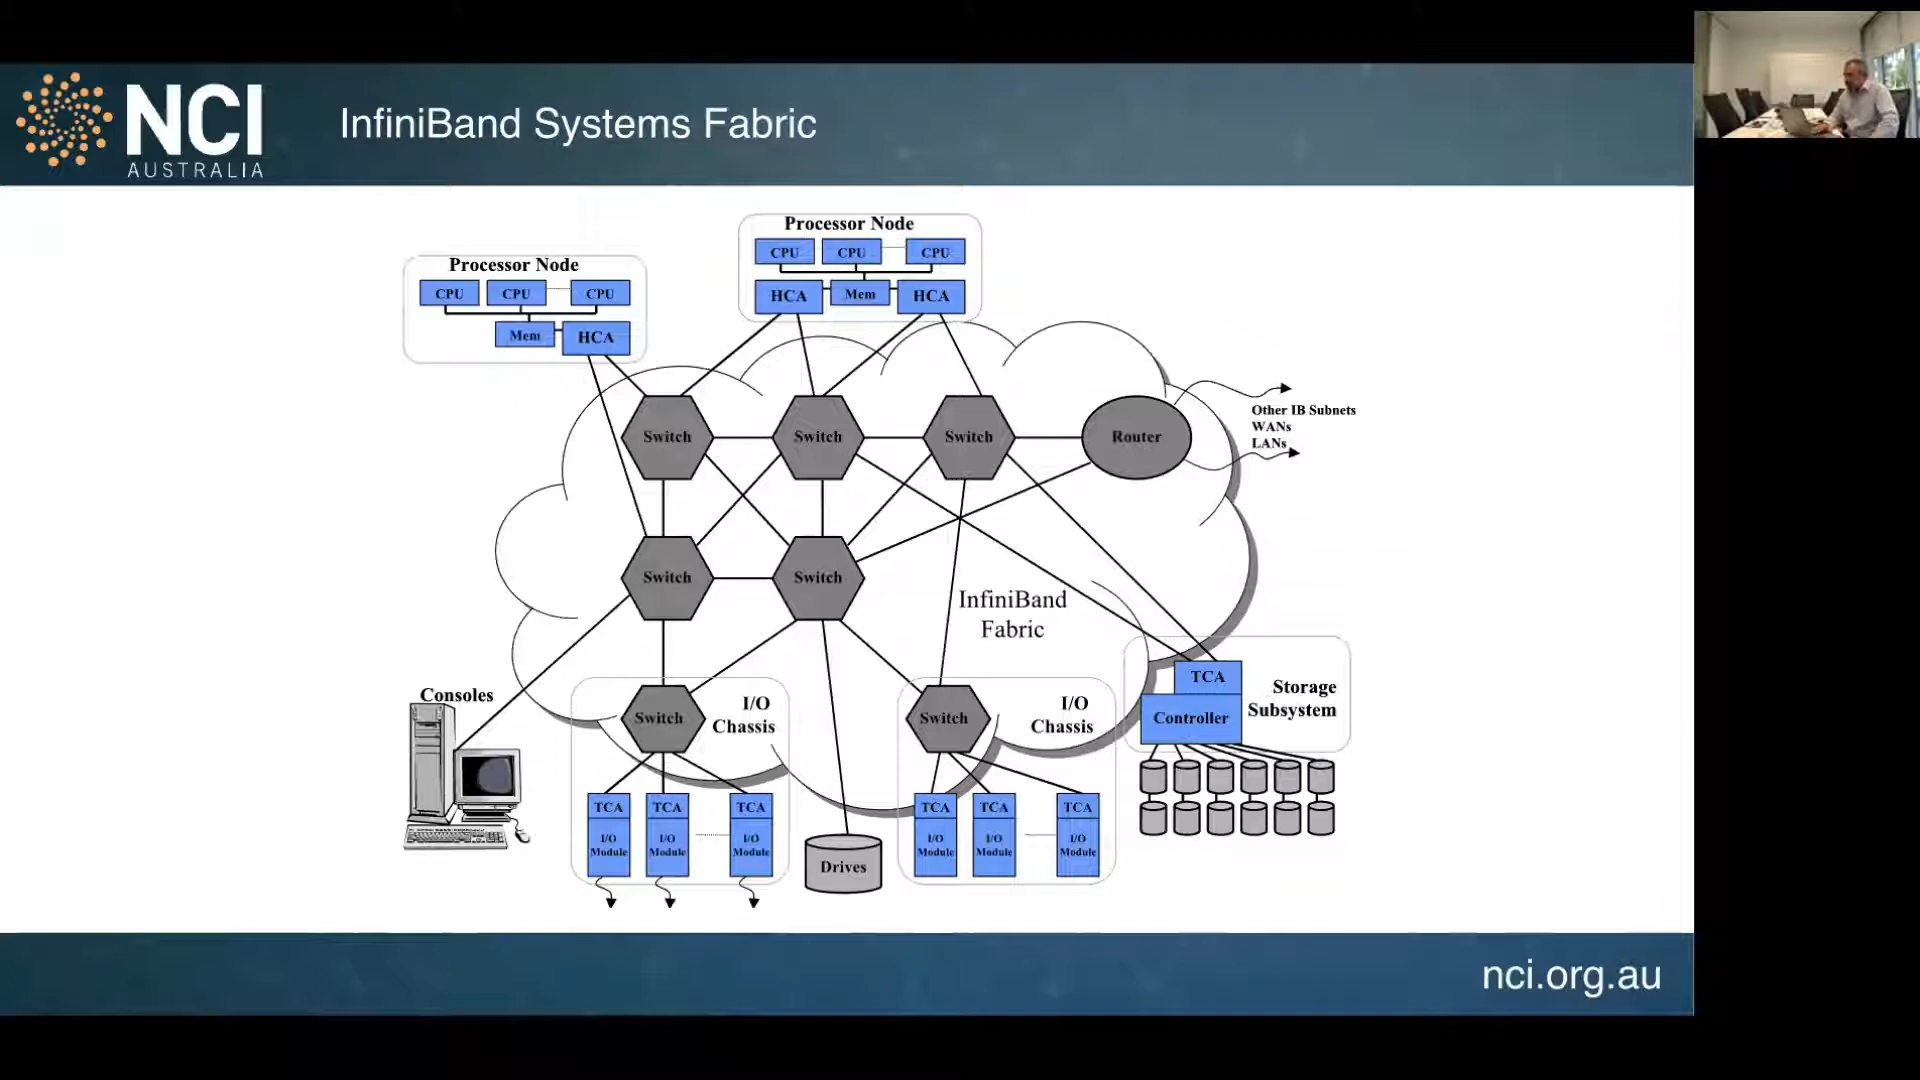 NCI
AUSTRALIA
InfiniBand Systems Fabric
Processor Node
CPU CPU CPU
HCA Mem HCA
Processor Node
CPU CPU CPU
Mem HCA
Switch Switch Switch Router
Other IB Subnets
WANs
LANs
Switch Switch
InfiniBand
Fabric
Consoles
Switch
I/O
Chassis
Switch
I/O
Chassis
TCA
Controller
Storage
Subsystem
TCA TCA TCA
I/O I/O I/O
Module Module Module
Drives
TCA TCA TCA
I/O I/O I/O
Module Module Module
nci.org.au